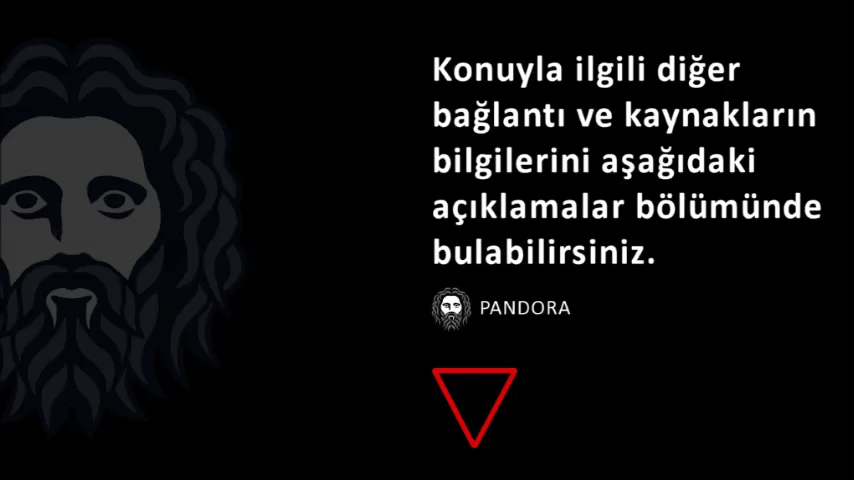 Konuyla ilgili diğer
bağlantı ve kaynakların
bilgilerini aşağıdaki
açıklamalar bölümünde
bulabilirsiniz.
PANDORA